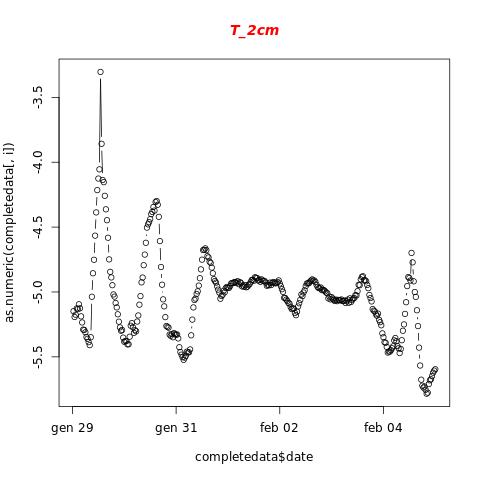 T_2cm
as.numeric(completedata[, i])
-3.5
-4.0
-4.5
-5.0
-5.5
gen 29
gen 31
feb 02
feb 04
completedata$date